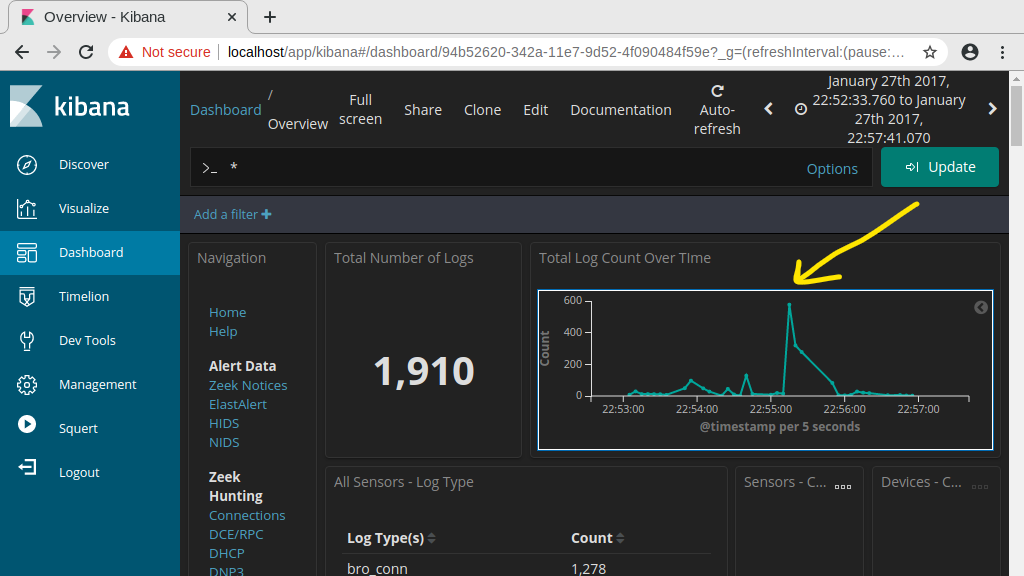 Overview - Kibana
Not secure
localhost/app/kibana#/dashboard/94b52620-342a-11e7-9d52-4f090484f59e?_g=(refreshInterval:(pause:...
kibana
Discover
Visualize
Dashboard
Timelion
Dev Tools
Management
Squert
Logout
Dashboard
/
Overview
Full
screen
Share
Clone
Edit
Documentation
Auto-
refresh
January 27th 2017,
22:52:33.760 to January
27th 2017,
22:57:41.070
>_ *
Options
Update
Add a filter
Navigation
Home
Help
Alert Data
Zeek Notices
ElastAlert
HIDS
NIDS
Zeek
Hunting
Connections
DCE/RPC
DHCP
DNP3
Total Number of Logs
1,910
Total Log Count Over TIme
600
400
200
0
Count
22:53:00
22:54:00
22:55:00
22:56:00
22:57:00
@timestamp per 5 seconds
All Sensors - Log Type
Log Type(s)
Count
bro_conn
1,278
Sensors - C...
Devices - C...